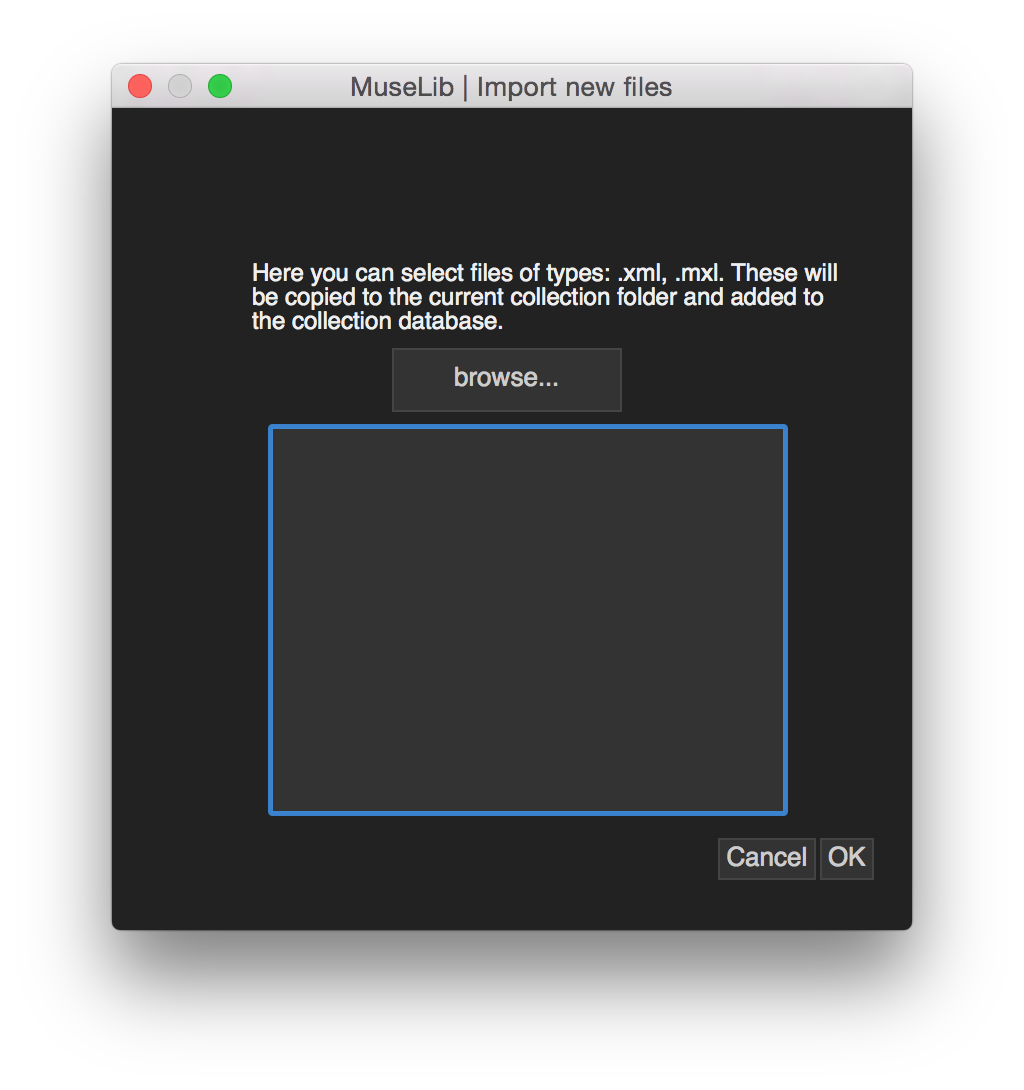 MuseLib | Import new files
Here you can select files of types: .xml, .mxl. These will
be copied to the current collection folder and added to
the collection database.
browse...
Cancel OK